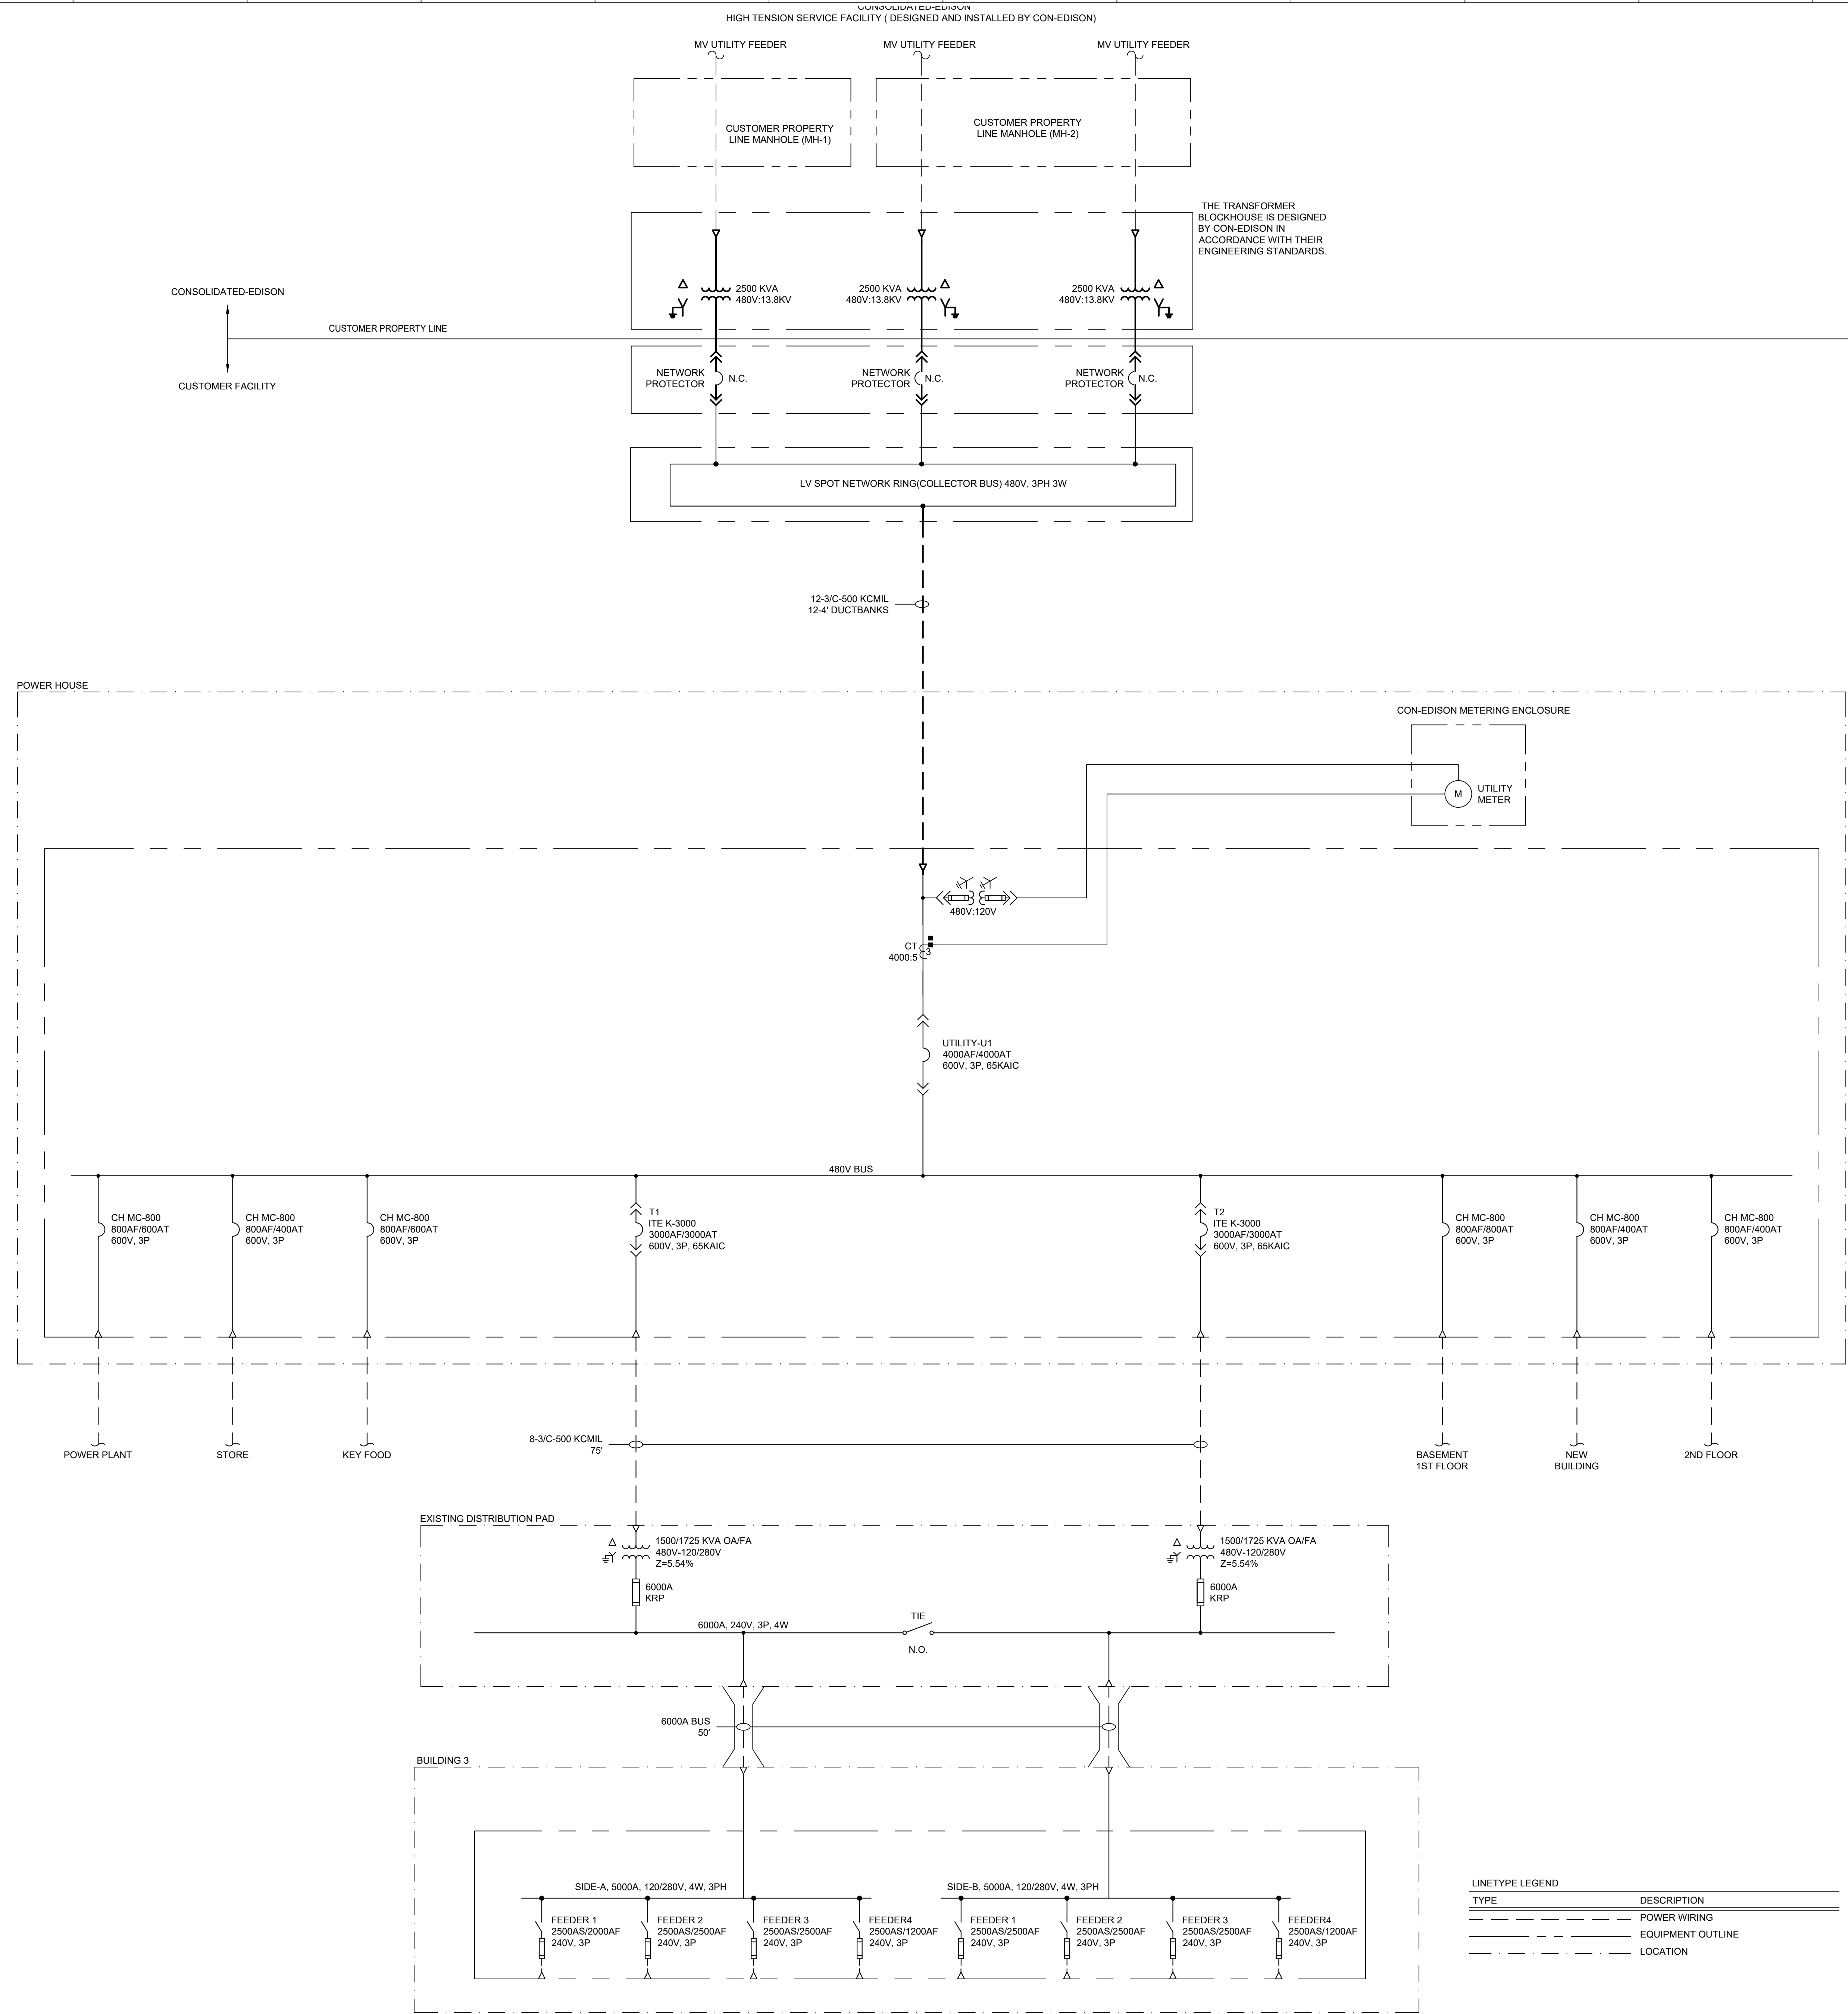 CONSOLIDATED-EDISON
HIGH TENSION SERVICE FACILITY ( DESIGNED AND INSTALLED BY CON-EDISON)
MV UTILITY FEEDER
MV UTILITY FEEDER
MV UTILITY FEEDER
CUSTOMER PROPERTY
LINE MANHOLE (MH-1)
CUSTOMER PROPERTY
LINE MANHOLE (MH-2)
THE TRANSFORMER
BLOCKHOUSE IS DESIGNED
BY CON-EDISON IN
ACCORDANCE WITH THEIR
ENGINEERING STANDARDS.
2500 KVA
480V:13.8KV
2500 KVA
480V:13.8KV
2500 KVA
480V:13.8KV
CONSOLIDATED-EDISON
CUSTOMER PROPERTY LINE
CUSTOMER FACILITY
NETWORK
PROTECTOR
N.C.
NETWORK
PROTECTOR
N.C.
NETWORK
PROTECTOR
N.C.
LV SPOT NETWORK RING(COLLECTOR BUS) 480V, 3PH 3W
12-3/C-500 KCMIL
12-4' DUCTBANKS
POWER HOUSE
CON-EDISON METERING ENCLOSURE
M
UTILITY
METER
480V:120V
CT
4000:5
3
UTILITY-U1
4000AF/4000AT
600V, 3P, 65KAIC
480V BUS
CH MC-800
800AF/600AT
600V, 3P
CH MC-800
800AF/400AT
600V, 3P
CH MC-800
800AF/600AT
600V, 3P
T1
ITE K-3000
3000AF/3000AT
600V, 3P, 65KAIC
T2
ITE K-3000
3000AF/3000AT
600V, 3P, 65KAIC
CH MC-800
800AF/800AT
600V, 3P
CH MC-800
800AF/400AT
600V, 3P
CH MC-800
800AF/400AT
600V, 3P
POWER PLANT
STORE
KEY FOOD
8-3/C-500 KCMIL
75'
BASEMENT
1ST FLOOR
NEW
BUILDING
2ND FLOOR
EXISTING DISTRIBUTION PAD
1500/1725 KVA OA/FA
480V-120/280V
Z=5.54%
1500/1725 KVA OA/FA
480V-120/280V
Z=5.54%
6000A
KRP
6000A
KRP
6000A, 240V, 3P, 4W
TIE
N.O.
6000A BUS
50'
BUILDING 3
SIDE-A, 5000A, 120/280V, 4W, 3PH
SIDE-B, 5000A, 120/280V, 4W, 3PH
FEEDER 1
2500AS/2000AF
240V, 3P
FEEDER 2
2500AS/2500AF
240V, 3P
FEEDER 3
2500AS/2500AF
240V, 3P
FEEDER4
2500AS/1200AF
240V, 3P
FEEDER 1
2500AS/2500AF
240V, 3P
FEEDER 2
2500AS/2500AF
240V, 3P
FEEDER 3
2500AS/2500AF
240V, 3P
FEEDER4
2500AS/1200AF
240V, 3P
LINETYPE LEGEND
TYPE DESCRIPTION
POWER WIRING
EQUIPMENT OUTLINE
LOCATION